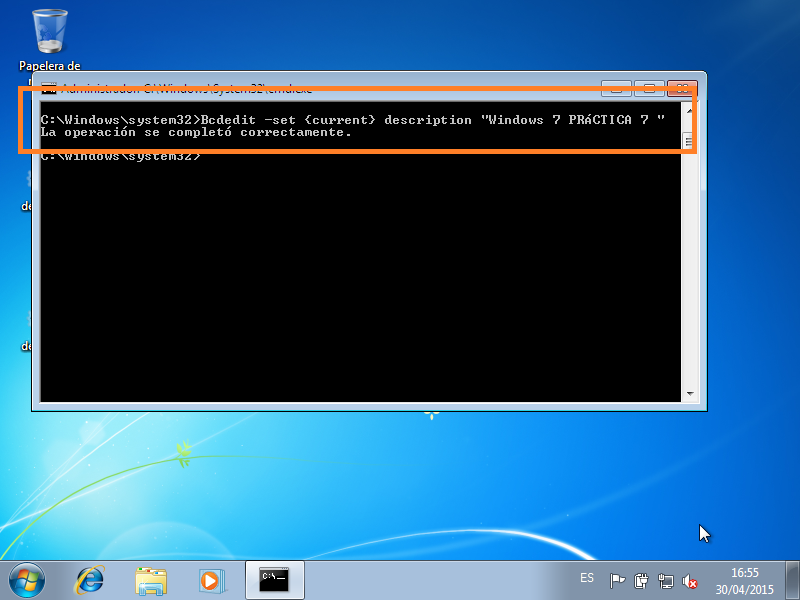 Papelera de
Administrador: C:\Windows\System32\cmd.exe
C:\Windows\system32>Bcdedit -set {current} description "Windows 7 PRáCTICA 7 "
La operación se completó correctamente.
C:\Windows\system32>
de
de
C:\_
ES
16:55
30/04/2015